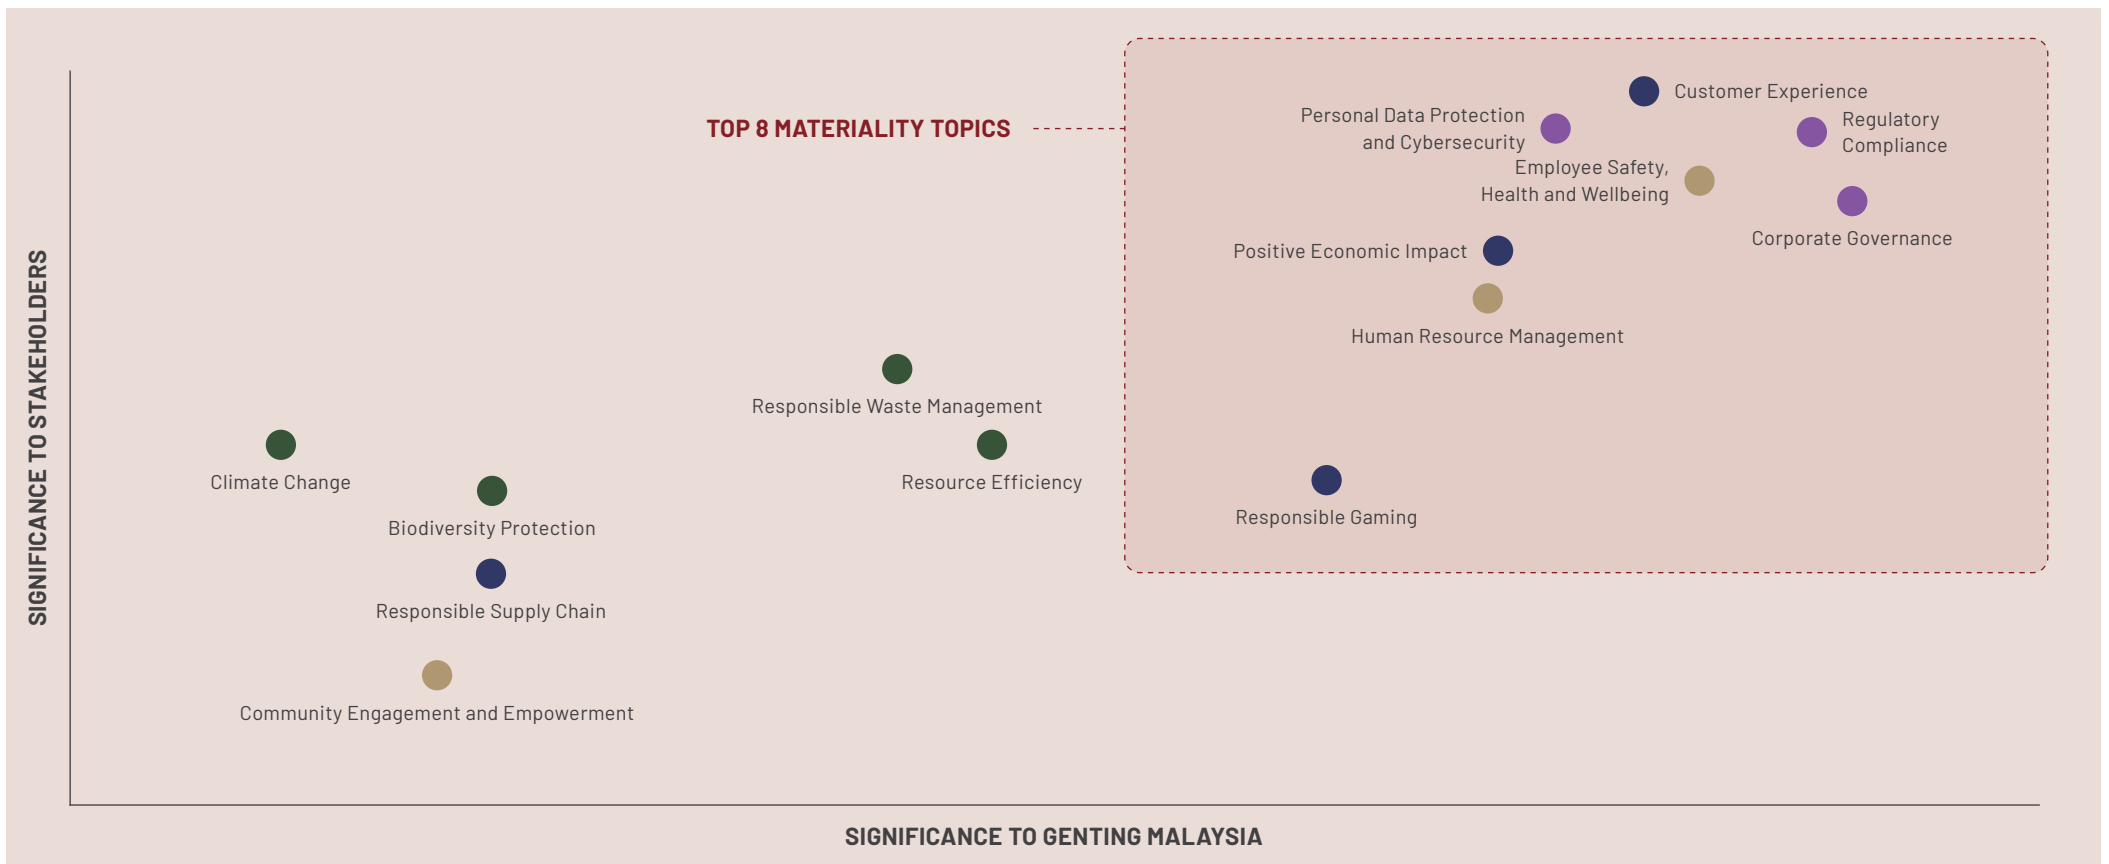 TOP 8 MATERIALITY TOPICS
Customer Experience
Personal Data Protection
and Cybersecurity
Regulatory
Compliance
Employee Safety,
Health and Wellbeing
Corporate Governance
Positive Economic Impact
Human Resource Management
Responsible Waste Management
Climate Change
Resource Efficiency
Biodiversity Protection
Responsible Gaming
Responsible Supply Chain
Community Engagement and Empowerment
SIGNIFICANCE TO STAKEHOLDERS
SIGNIFICANCE TO GENTING MALAYSIA